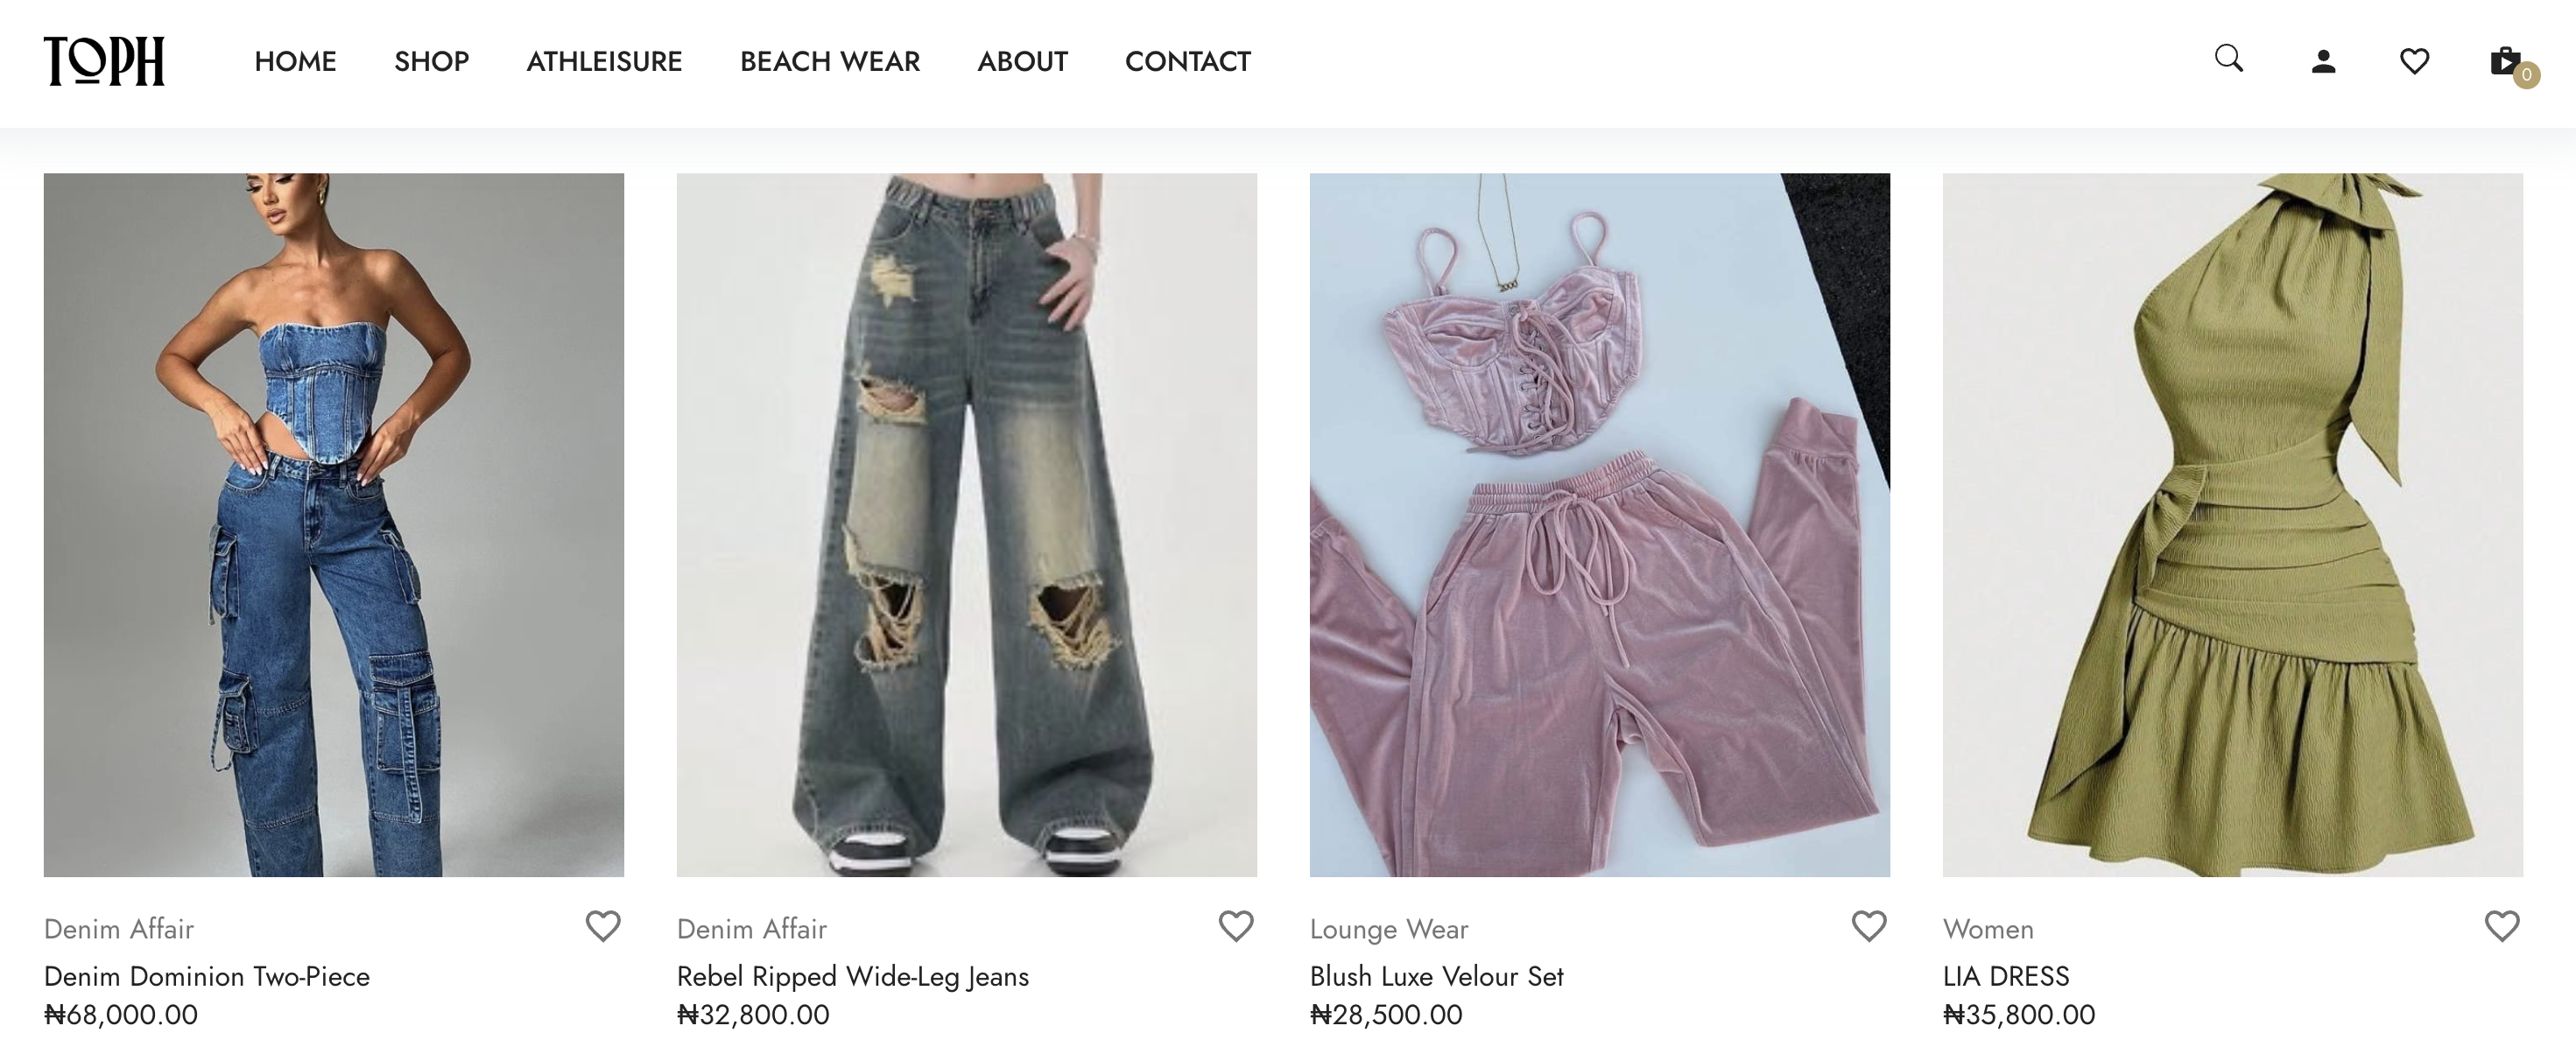 TOPH
HOME SHOP ATHLEISURE BEACH WEAR ABOUT CONTACT
0
Denim Affair
Denim Dominion Two-Piece
₦68,000.00
Denim Affair
Rebel Ripped Wide-Leg Jeans
₦32,800.00
2000
Lounge Wear
Blush Luxe Velour Set
₦28,500.00
Women
LIA DRESS
₦35,800.00